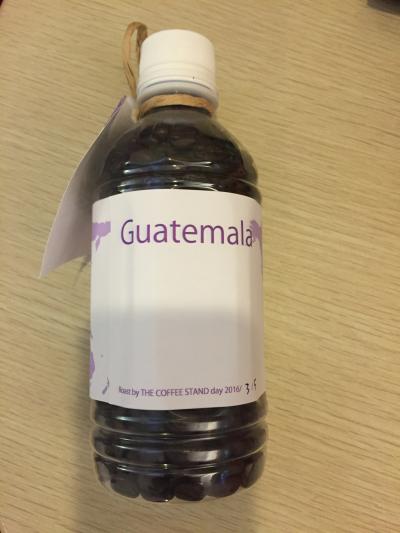 Guatemala
Roast by THE COFFEE STAND day 2016/ 3/5